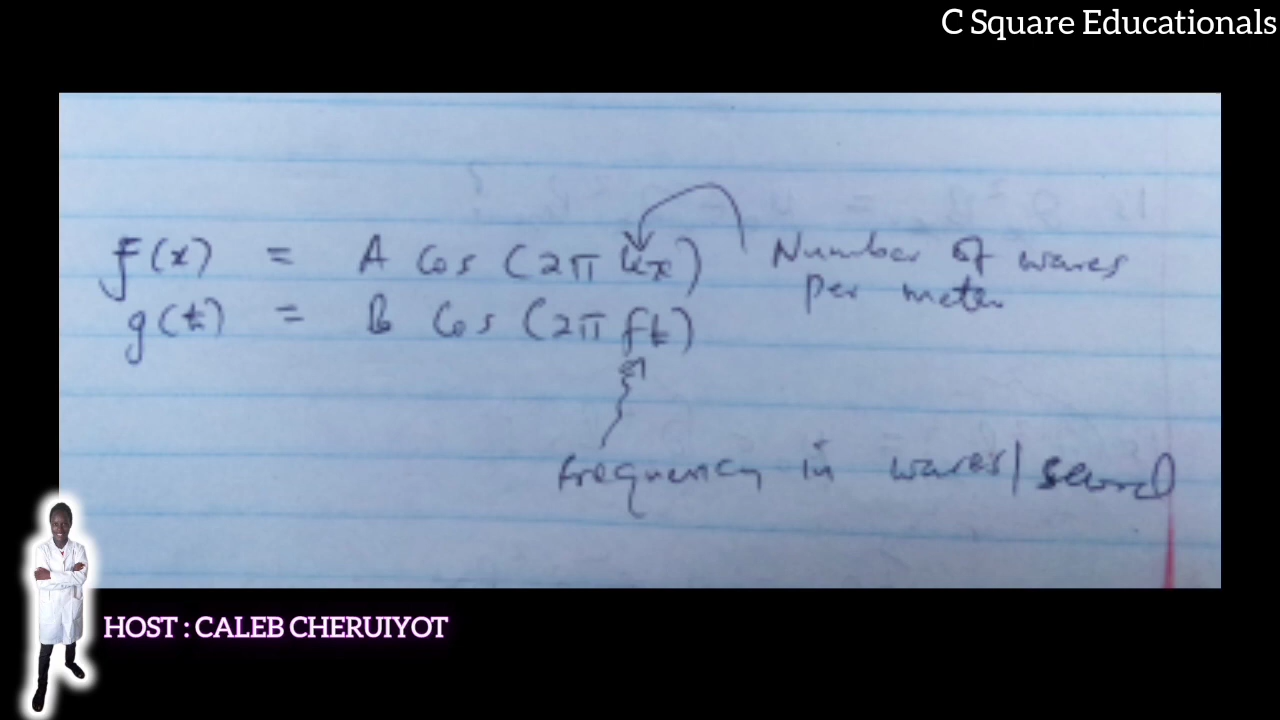 C Square Educationals
f(x) = A Cos (2π kx)
Number of waves
per meter
g(t) = B Cos (2π ft)
frequency in waves/second
HOST : CALEB CHERUIYOT